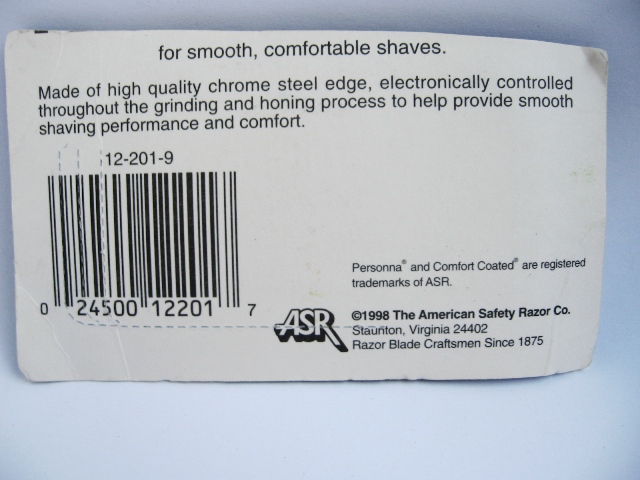 for smooth, comfortable shaves.
Made of high quality chrome steel edge, electronically controlled
throughout the grinding and honing process to help provide smooth
shaving performance and comfort.
12-201-9
0 24500 12201 7
Personna® and Comfort Coated® are registered
trademarks of ASR.
ASR
©1998 The American Safety Razor Co.
Staunton, Virginia 24402
Razor Blade Craftsmen Since 1875